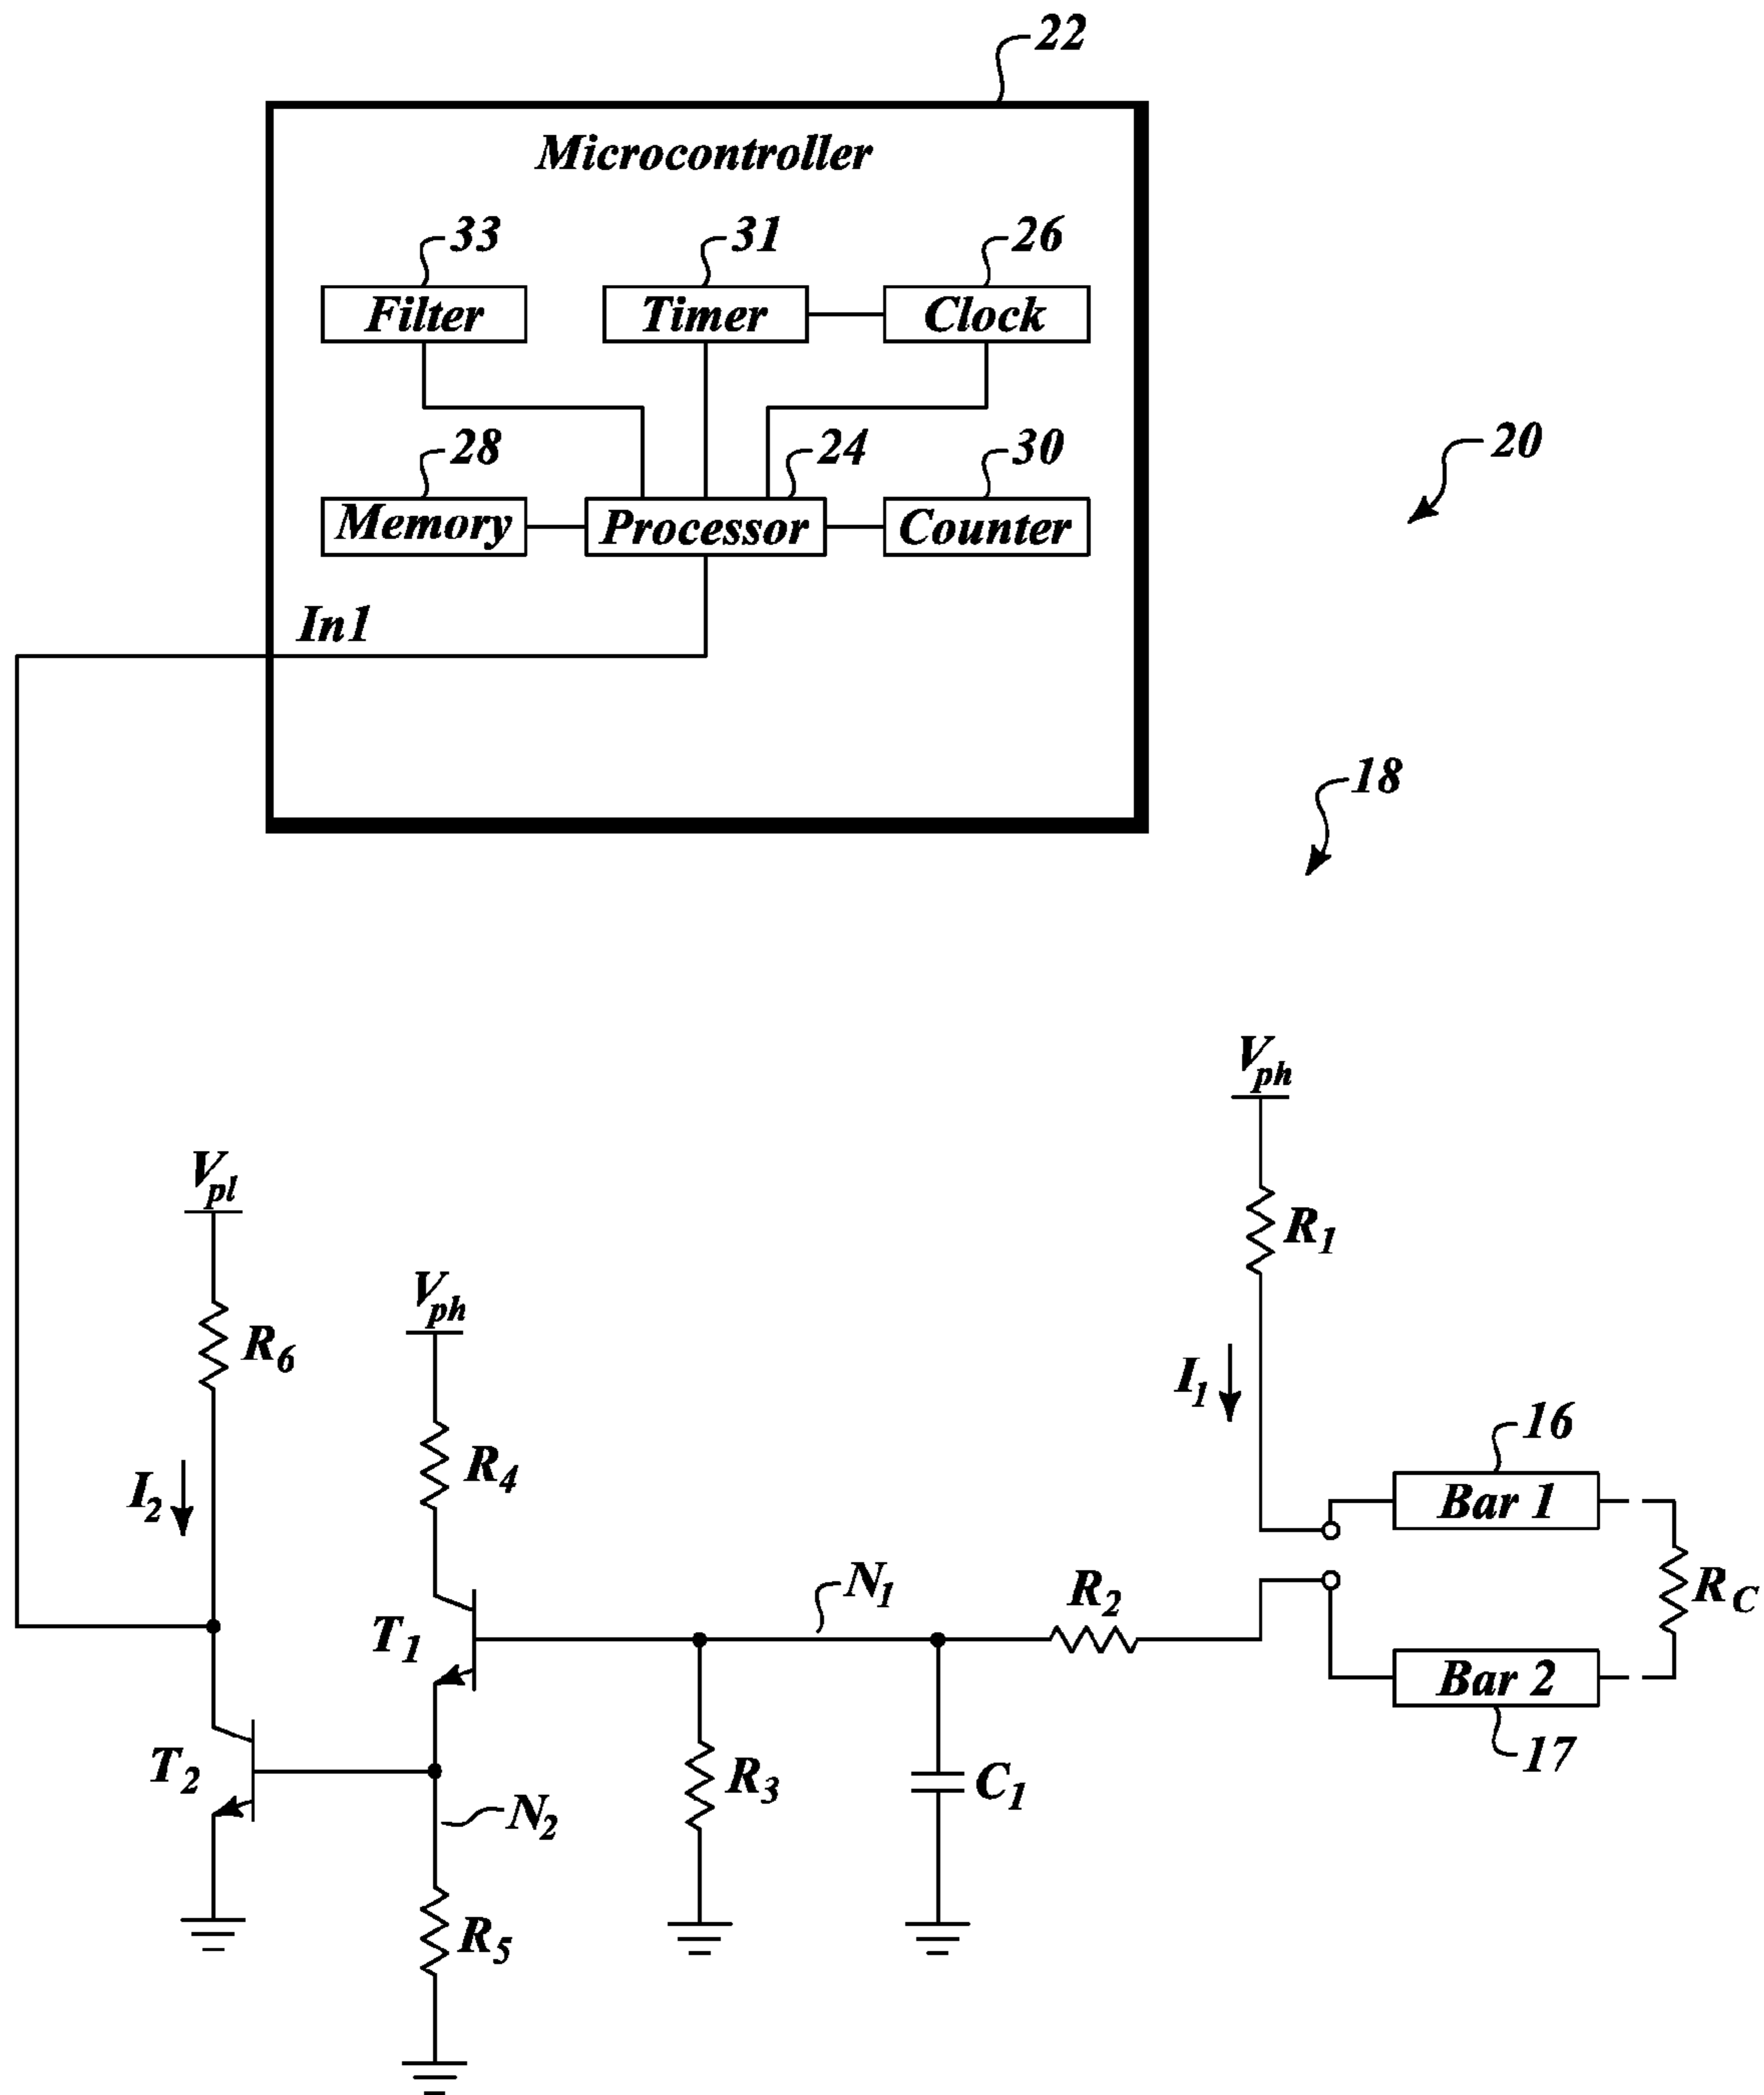 22
Microcontroller
33
31
26
Filter
Timer
Clock
28
24
30
20
Memory
Processor
Counter
In1
18
Vph
Vpl
R1
Vph
R6
I1
16
R4
Bar 1
I2
N1
R2
RC
T1
Bar 2
T2
R3
C1
17
N2
R5